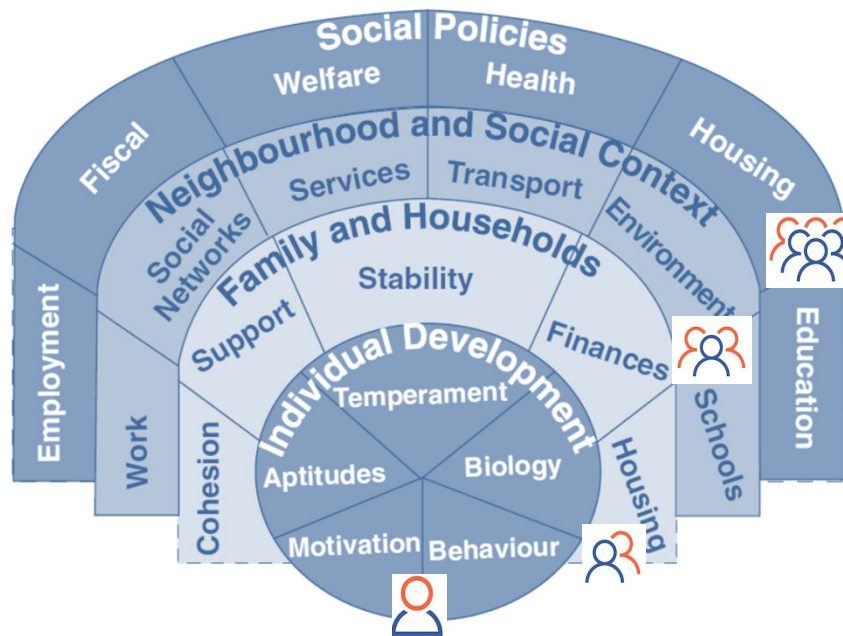 Social Policies
Employment
Fiscal
Welfare
Health
Housing
Education
Neighbourhood and Social Context
Work
Social
Networks
Services
Transport
Environment
Schools
Family and Households
Cohesion
Support
Stability
Finances
Housing
Individual Development
Temperament
Aptitudes
Biology
Motivation
Behaviour